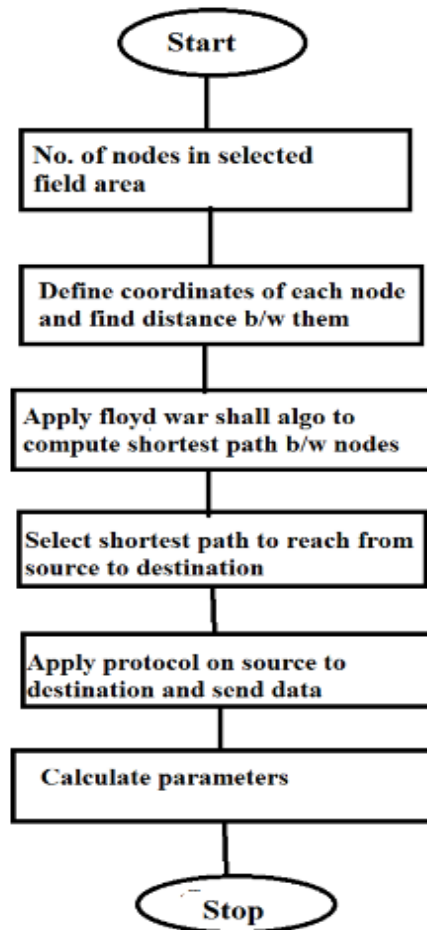 Start
No. of nodes in selected
field area
Define coordinates of each node
and find distance b/w them
Apply floyd war shall algo to
compute shortest path b/w nodes
Select shortest path to reach from
source to destination
Apply protocol on source to
destination and send data
Calculate parameters
Stop